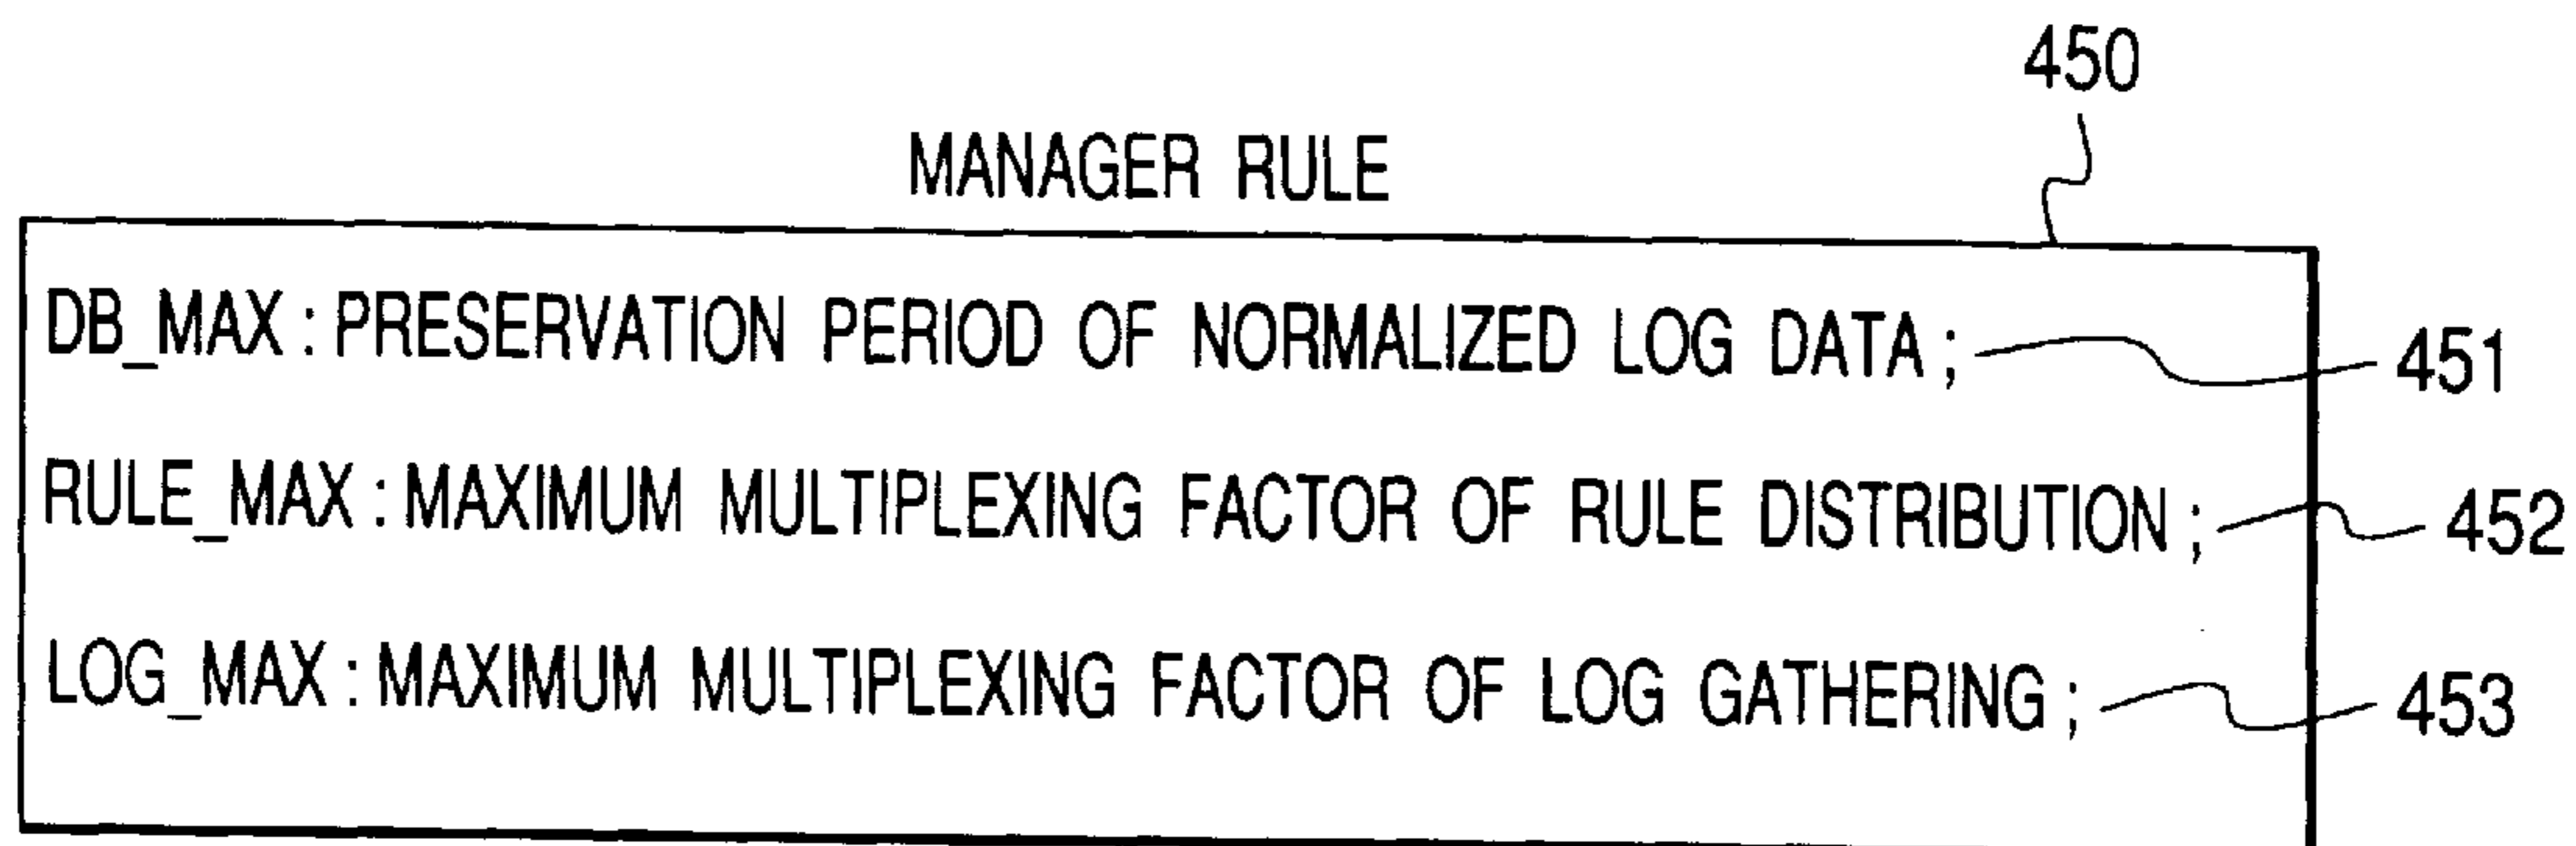 450
MANAGER RULE
DB_MAX : PRESERVATION PERIOD OF NORMALIZED LOG DATA ; 451
RULE_MAX : MAXIMUM MULTIPLEXING FACTOR OF RULE DISTRIBUTION ; 452
LOG_MAX : MAXIMUM MULTIPLEXING FACTOR OF LOG GATHERING ; 453